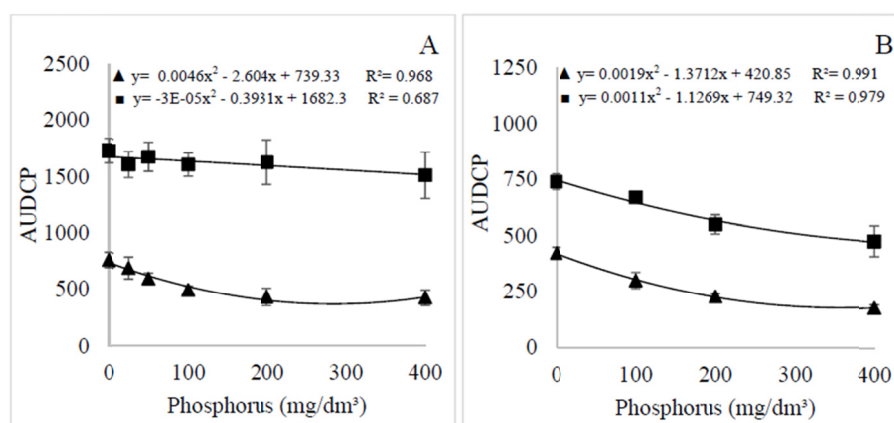 A
▲ y= 0.0046x² - 2.604x + 739.33 R²= 0.968
■ y= -3E-05x² - 0.3931x + 1682.3 R² = 0.687
2500
2000
1500
1000
500
0
AUDCP
0 100 200 300 400
Phosphorus (mg/dm³)
B
▲ y= 0.0019x² - 1.3712x + 420.85 R²= 0.991
■ y= 0.0011x² - 1.1269x + 749.32 R² = 0.979
1250
1000
750
500
250
0
AUDCP
0 100 200 300 400
Phosphorus (mg/dm³)